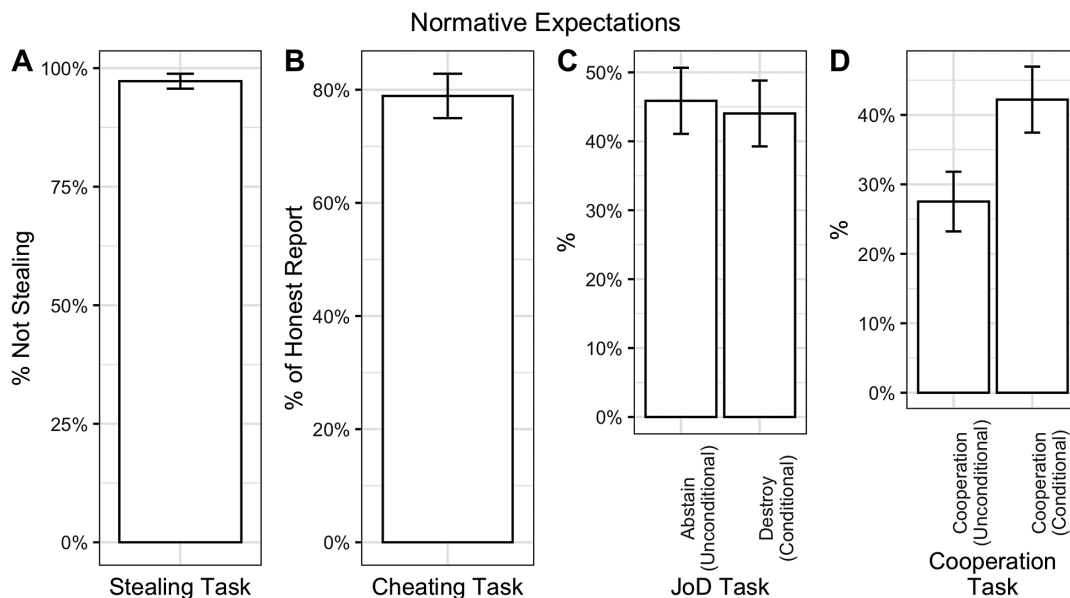 Normative Expectations
A
% Not Stealing
100%
75%
50%
25%
0%
Stealing Task
B
% of Honest Report
80%
60%
40%
20%
0%
Cheating Task
C
%
50%
40%
30%
20%
10%
0%
Abstain
(Unconditional)
Destroy
(Conditional)
JoD Task
D
%
40%
30%
20%
10%
0%
Cooperation
(Unconditional)
Cooperation
(Conditional)
Cooperation
Task